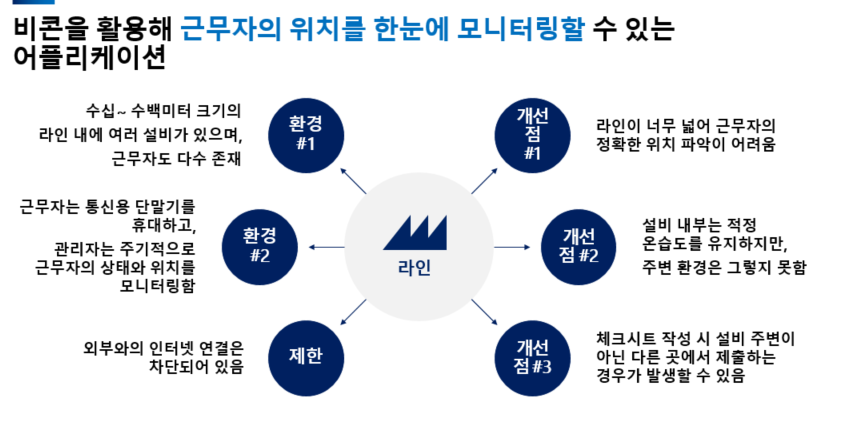 비콘을 활용해 근무자의 위치를 한눈에 모니터링할 수 있는
어플리케이션
수십~ 수백미터 크기의
라인 내에 여러 설비가 있으며,
근무자도 다수 존재
환경
#1
개선
점
#1
라인이 너무 넓어 근무자의
정확한 위치 파악이 어려움
근무자는 통신용 단말기를
휴대하고,
관리자는 주기적으로
근무자의 상태와 위치를
모니터링함
환경
#2
라인
개선
점 #2
설비 내부는 적정
온습도를 유지하지만,
주변 환경은 그렇지 못함
외부와의 인터넷 연결은
차단되어 있음
제한
개선
점 #3
체크시트 작성 시 설비 주변이
아닌 다른 곳에서 제출하는
경우가 발생할 수 있음